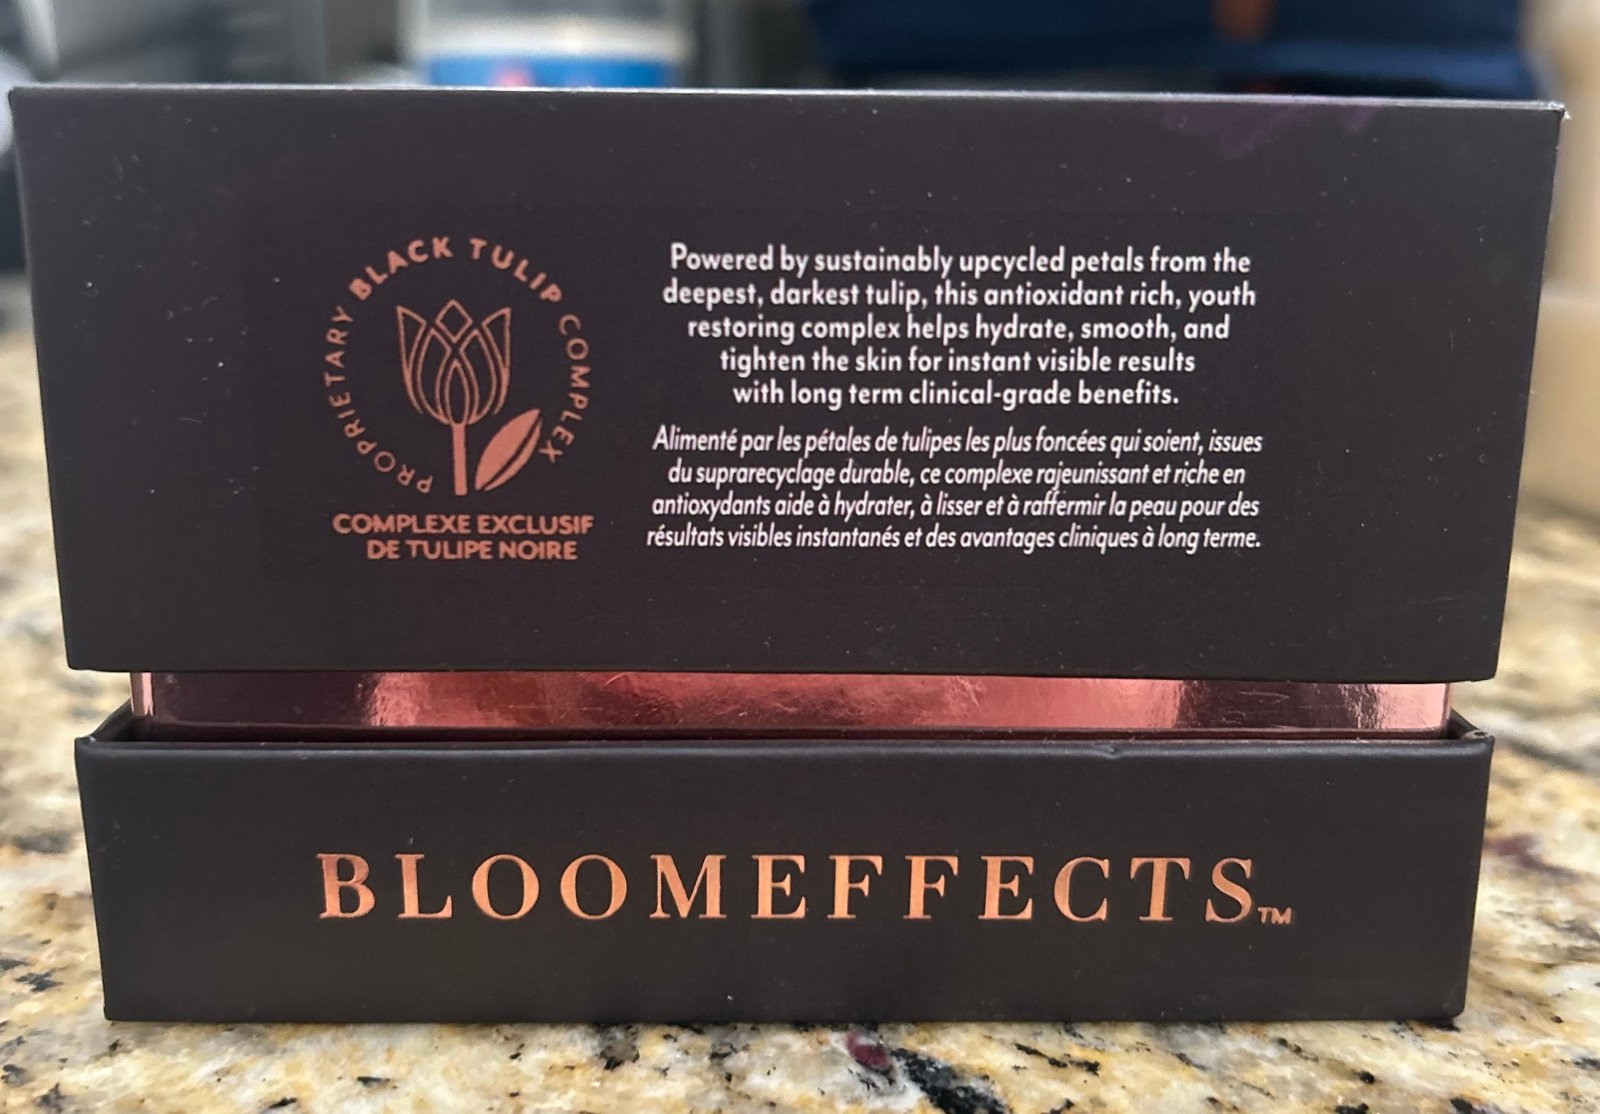 PROPRIETARY BLACK TULIP COMPLEX
COMPLEXE EXCLUSIF
DE TULIPE NOIRE
Powered by sustainably upcycled petals from the
deepest, darkest tulip, this antioxidant rich, youth
restoring complex helps hydrate, smooth, and
tighten the skin for instant visible results
with long term clinical-grade benefits.
Alimenté par les pétales de tulipes les plus foncées qui soient, issues
du suprarecyclage durable, ce complexe rajeunissant et riche en
antioxydants aide à hydrater, à lisser et à raffermir la peau pour des
résultats visibles instantanés et des avantages cliniques à long terme.
BLOOMEFFECTS™